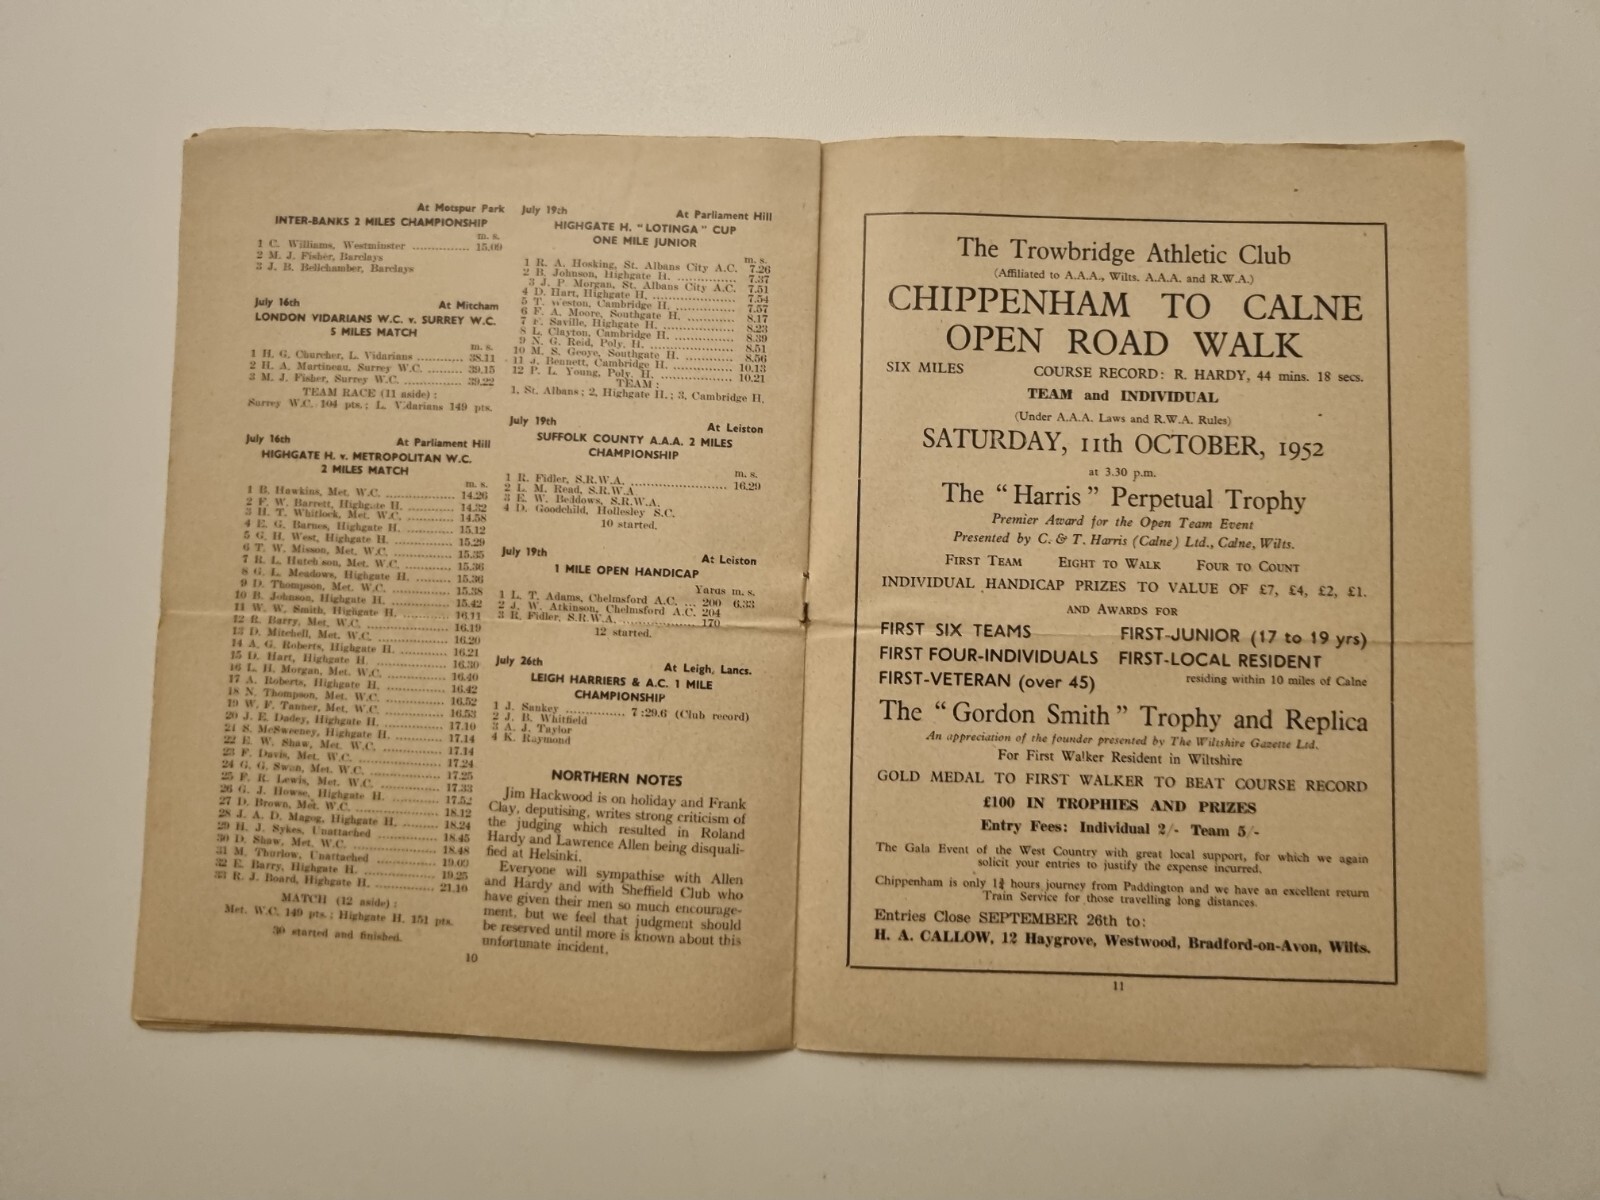 At Motspur Park
INTER-BANKS 2 MILES CHAMPIONSHIP
m. s.
1 C. Williams, Westminster ............... 15.09
2 M. J. Fisher, Barclays
3 J. B. Belichamber, Barclays
July 16th At Mitcham
LONDON VIDARIANS W.C. v. SURREY W.C.
5 MILES MATCH
m. s.
1 H. G. Churcher, L. Vidarians ............ 38.11
2 H. A. Martineau, Surrey W.C. ......... 39.15
3 M. J. Fisher, Surrey W.C. ............... 39.22
TEAM RACE (11 aside) :
Surrey W.C. 104 pts.; L. Vidarians 149 pts.
July 16th At Parliament Hill
HIGHGATE H. v. METROPOLITAN W.C.
2 MILES MATCH
m. s.
1 B. Hawkins, Met. W.C. .................. 14.26
2 F. W. Barrett, Highgate H. ............ 14.32
3 H. T. Whitlock, Met. W.C. ............ 14.58
4 E. G. Barnes, Highgate H. ............ 15.12
5 G. H. West, Highgate H. ............... 15.29
6 T. W. Misson, Met. W.C. ............... 15.35
7 R. L. Hutchison, Met. W.C. ............ 15.36
8 G. L. Meadows, Highgate H. ............ 15.36
9 D. Thompson, Met. W.C. ............... 15.38
10 B. Johnson, Highgate H. ............... 15.42
11 W. W. Smith, Highgate H. ............ 16.11
12 R. Barry, Met. W.C. .................. 16.19
13 D. Mitchell, Met. W.C. ............... 16.20
14 A. G. Roberts, Highgate H. ............ 16.21
15 D. Hart, Highgate H. .................. 16.30
16 L. H. Morgan, Met. W.C. ............... 16.40
17 A. Roberts, Highgate H. ............... 16.42
18 N. Thompson, Met. W.C. ............... 16.52
19 W. F. Tanner, Met. W.C. ............... 16.53
20 J. E. Dadey, Highgate H. ............... 17.10
21 S. McSweeney, Highgate H. ............ 17.14
22 E. W. Shaw, Met. W.C. ............... 17.14
23 F. Davis, Met. W.C. .................. 17.24
24 G. G. Swan, Met. W.C. ............... 17.25
25 F. R. Lewis, Met. W.C. ............... 17.33
26 G. J. Howse, Highgate H. ............... 17.52
27 D. Brown, Met. W.C. .................. 18.12
28 J. A. D. Magog, Highgate H. ............ 18.24
29 H. J. Sykes, Unattached ............... 18.45
30 D. Shaw, Met. W.C. .................. 18.48
31 M. Thurlow, Unattached ............... 19.09
32 E. Barry, Highgate H. .................. 19.25
33 R. J. Board, Highgate H. ............... 21.10
MATCH (12 aside) :
Met. W.C. 149 pts.; Highgate H. 151 pts.
30 started and finished.
July 19th At Parliament Hill
HIGHGATE H. "LOTINGA" CUP
ONE MILE JUNIOR
m. s.
1 R. A. Hosking, St. Albans City A.C. 7.26
2 B. Johnson, Highgate H. ............... 7.37
3 J. P. Morgan, St. Albans City A.C. 7.51
4 D. Hart, Highgate H. .................. 7.54
5 T. Weston, Cambridge H. ............... 7.57
6 F. A. Moore, Southgate H. ............ 8.17
7 F. Saville, Highgate H. ............... 8.23
8 L. Clayton, Cambridge H. ............... 8.39
9 N. G. Reid, Poly. H. .................. 8.51
10 M. S. Geoye, Southgate H. ............ 8.56
11 J. Bennett, Cambridge H. ............... 10.13
12 P. L. Young, Poly. H. .................. 10.21
TEAM :
1, St. Albans; 2, Highgate H.; 3, Cambridge H.
July 19th At Leiston
SUFFOLK COUNTY A.A.A. 2 MILES
CHAMPIONSHIP
m. s.
1 R. Fidler, S.R.W.A. ..................... 16.29
2 L. M. Read, S.R.W.A
3 E. W. Beddows, S.R.W.A.
4 D. Goodchild, Hollesley S.C.
10 started.
July 19th At Leiston
1 MILE OPEN HANDICAP
Yards m. s.
1 L. T. Adams, Chelmsford A.C. ... 200 6.33
2 J. W. Atkinson, Chelmsford A.C. 204
3 R. Fidler, S.R.W.A. .................. 170
12 started.
July 26th At Leigh, Lancs.
LEIGH HARRIERS & A.C. 1 MILE
CHAMPIONSHIP
1 J. Sankey ............... 7:29.6 (Club record)
2 J. B. Whitfield
3 A. J. Taylor
4 K. Raymond
NORTHERN NOTES
Jim Hackwood is on holiday and Frank
Clay, deputising, writes strong criticism of
the judging which resulted in Roland
Hardy and Lawrence Allen being disquali-
fied at Helsinki.
Everyone will sympathise with Allen
and Hardy and with Sheffield Club who
have given their men so much encourage-
ment, but we feel that judgment should
be reserved until more is known about this
unfortunate incident.
10
The Trowbridge Athletic Club
(Affiliated to A.A.A., Wilts. A.A.A. and R.W.A.)
CHIPPENHAM TO CALNE
OPEN ROAD WALK
SIX MILES COURSE RECORD: R. HARDY, 44 mins. 18 secs.
TEAM and INDIVIDUAL
(Under A.A.A. Laws and R.W.A. Rules)
SATURDAY, 11th OCTOBER, 1952
at 3.30 p.m.
The "Harris" Perpetual Trophy
Premier Award for the Open Team Event
Presented by C. & T. Harris (Calne) Ltd., Calne, Wilts.
FIRST TEAM EIGHT TO WALK FOUR TO COUNT
INDIVIDUAL HANDICAP PRIZES TO VALUE OF £7, £4, £2, £1.
AND AWARDS FOR
FIRST SIX TEAMS FIRST-JUNIOR (17 to 19 yrs)
FIRST FOUR-INDIVIDUALS FIRST-LOCAL RESIDENT
FIRST-VETERAN (over 45) residing within 10 miles of Calne
The "Gordon Smith" Trophy and Replica
An appreciation of the founder presented by The Wiltshire Gazette Ltd.
For First Walker Resident in Wiltshire
GOLD MEDAL TO FIRST WALKER TO BEAT COURSE RECORD
£100 IN TROPHIES AND PRIZES
Entry Fees: Individual 2/- Team 5/-
The Gala Event of the West Country with great local support, for which we again
solicit your entries to justify the expense incurred.
Chippenham is only 1¾ hours journey from Paddington and we have an excellent return
Train Service for those travelling long distances.
Entries Close SEPTEMBER 26th to:
H. A. CALLOW, 12 Haygrove, Westwood, Bradford-on-Avon, Wilts.
11